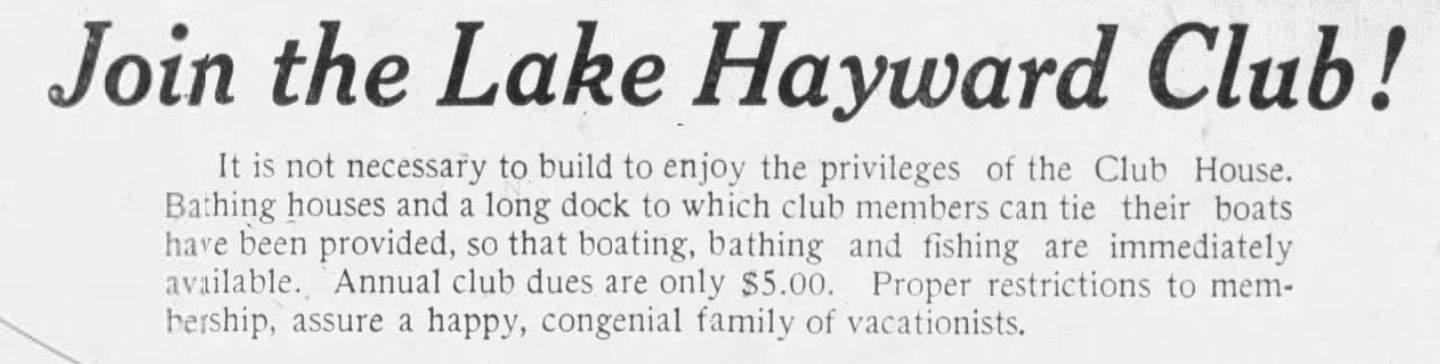 Join the Lake Hayward Club!
It is not necessary to build to enjoy the privileges of the Club House.
Bathing houses and a long dock to which club members can tie their boats
have been provided, so that boating, bathing and fishing are immediately
available. Annual club dues are only $5.00. Proper restrictions to mem-
bership, assure a happy, congenial family of vacationists.